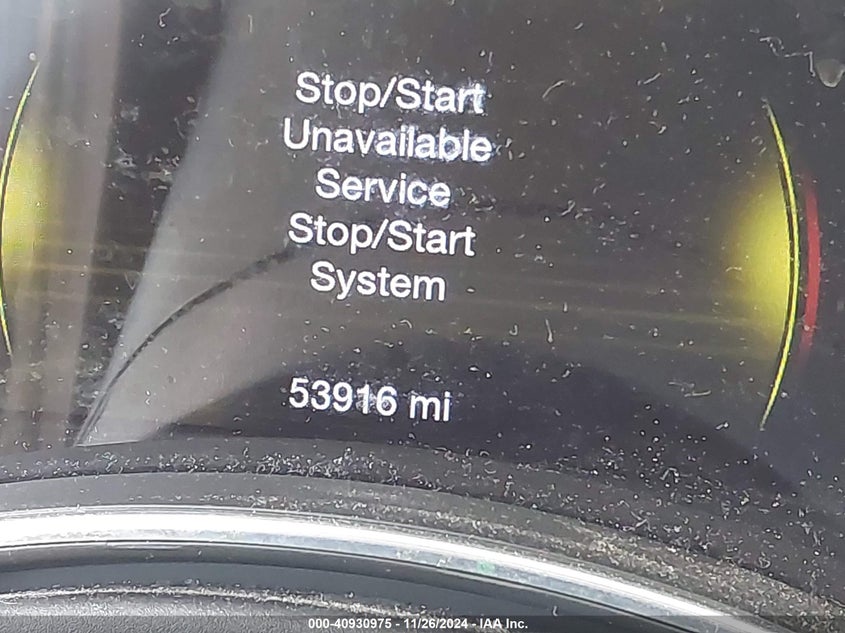 Stop/Start
Unavailable
Service
Stop/Start
System
53916 mi
000-40930975 - 11/26/2024 - IAA Inc.